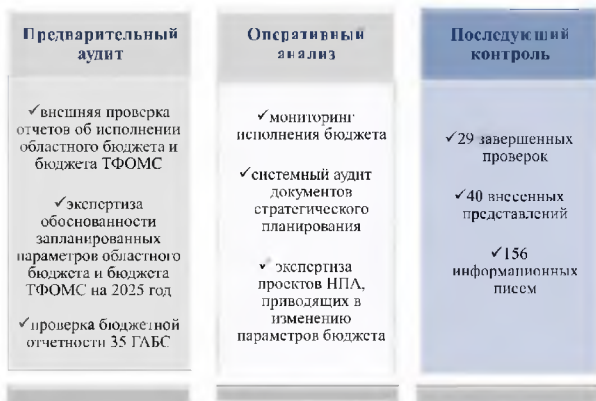 Предварительный
аудит
✓внешняя проверка
отчетов об исполнении
областного бюджета и
бюджета ТФОМС
✓экспертиза
обоснованности
запланированных
параметров областного
бюджета и бюджета
ТФОМС на 2025 год
✓проверка бюджетной
отчетности 35 ГАБС
Оперативный
анализ
✓мониторинг
исполнения бюджета
✓системный аудит
документов
стратегического
планирования
✓ экспертиза
проектов НПА,
приводящих в
изменению
параметров бюджета
Последующий
контроль
✓29 завершенных
проверок
✓40 внесенных
представлений
✓156
информационных
писем